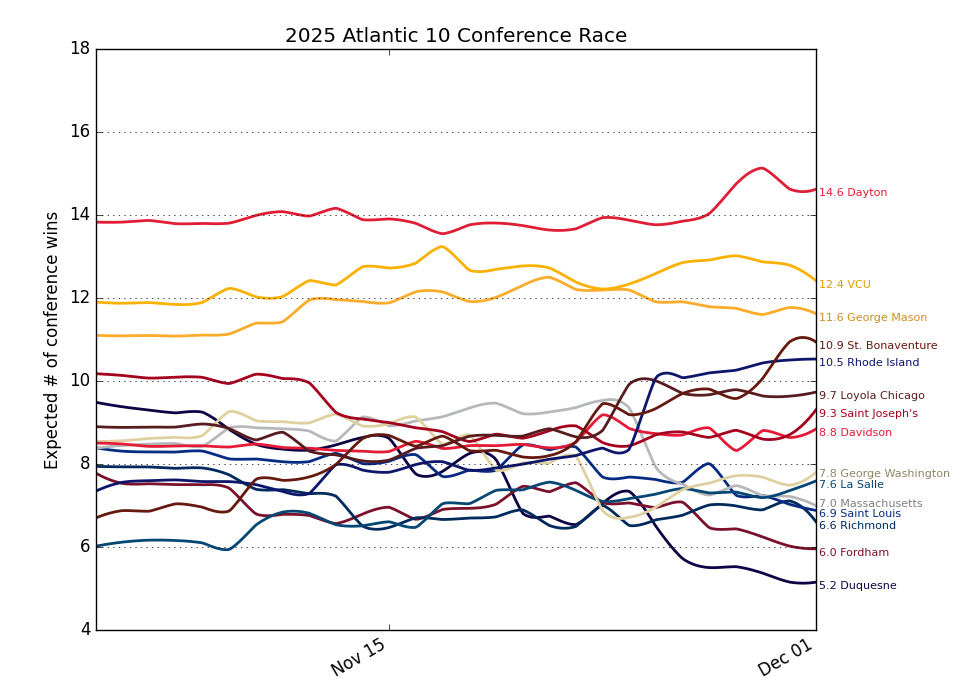 2025 Atlantic 10 Conference Race
Expected # of conference wins
18
16
14
12
10
8
6
4
Nov 15
Dec 01
14.6 Dayton
12.4 VCU
11.6 George Mason
10.9 St. Bonaventure
10.5 Rhode Island
9.7 Loyola Chicago
9.3 Saint Joseph's
8.8 Davidson
7.8 George Washington
7.6 La Salle
7.0 Massachusetts
6.9 Saint Louis
6.6 Richmond
6.0 Fordham
5.2 Duquesne